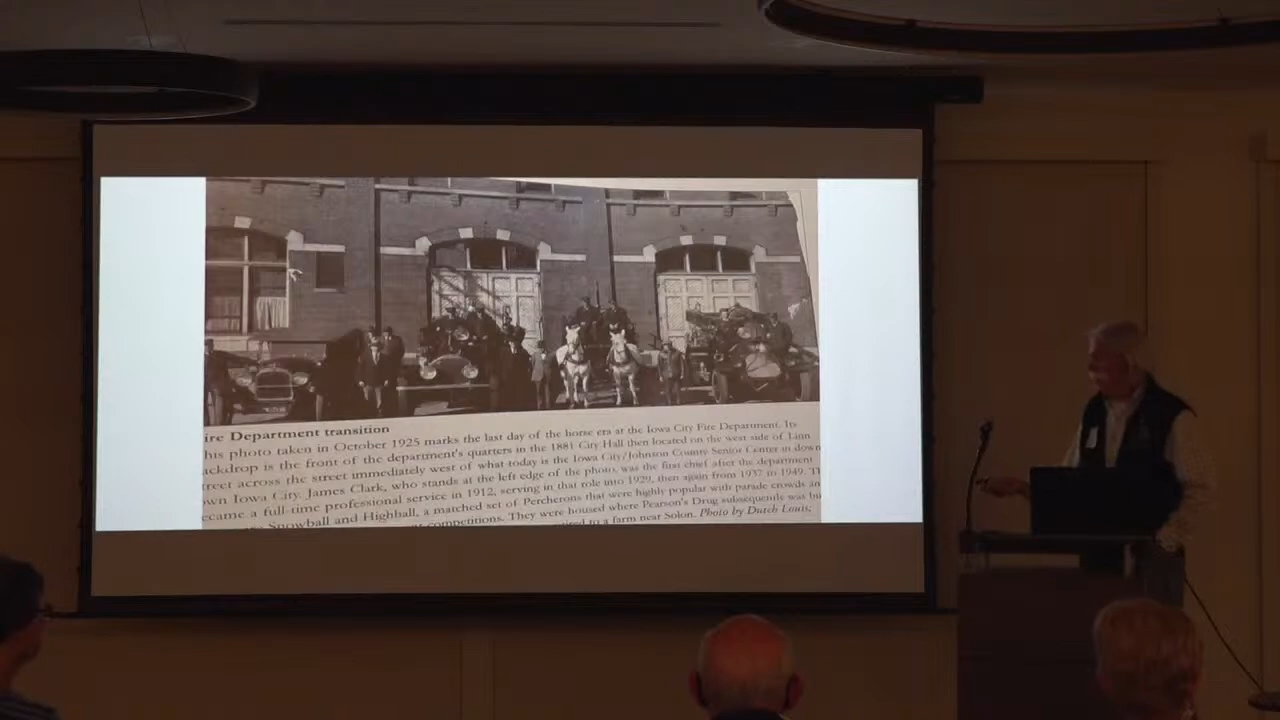 ire Department transition
his photo taken in October 1925 marks the last day of the horse era at the Iowa City Fire Department. Its
ackdrop is the front of the department's quarters in the 1881 City Hall then located on the west side of Linn
treet across the street immediately west of what today is the Iowa City/Johnson County Senior Center in down
wn Iowa City. James Clark, who stands at the left edge of the photo, was the first chief after the department
ecame a full-time professional service in 1912, serving in that role into 1929, then again from 1937 to 1949. T
Snowball and Highball, a matched set of Percherons that were highly popular with parade crowds an
competitions. They were housed where Pearson's Drug subsequently was bu
to a farm near Solon. Photo by Dutch Louis,